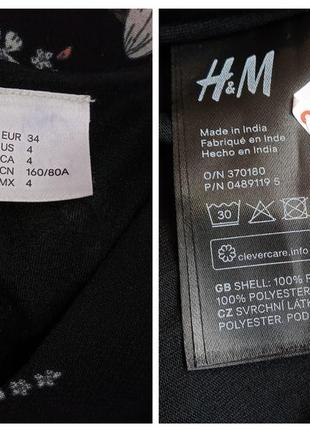 EUR 34
US 4
CA 4
CN 160/80A
MX 4
H&M
Made in India
Fabriqué en Inde
Hecho en India
O/N 370180
P/N 0489119 5
30
clevercare.info
GB SHELL: 100%
100% POLYESTER
CZ SVRCHNÍ LÁTK
POLYESTER. POD